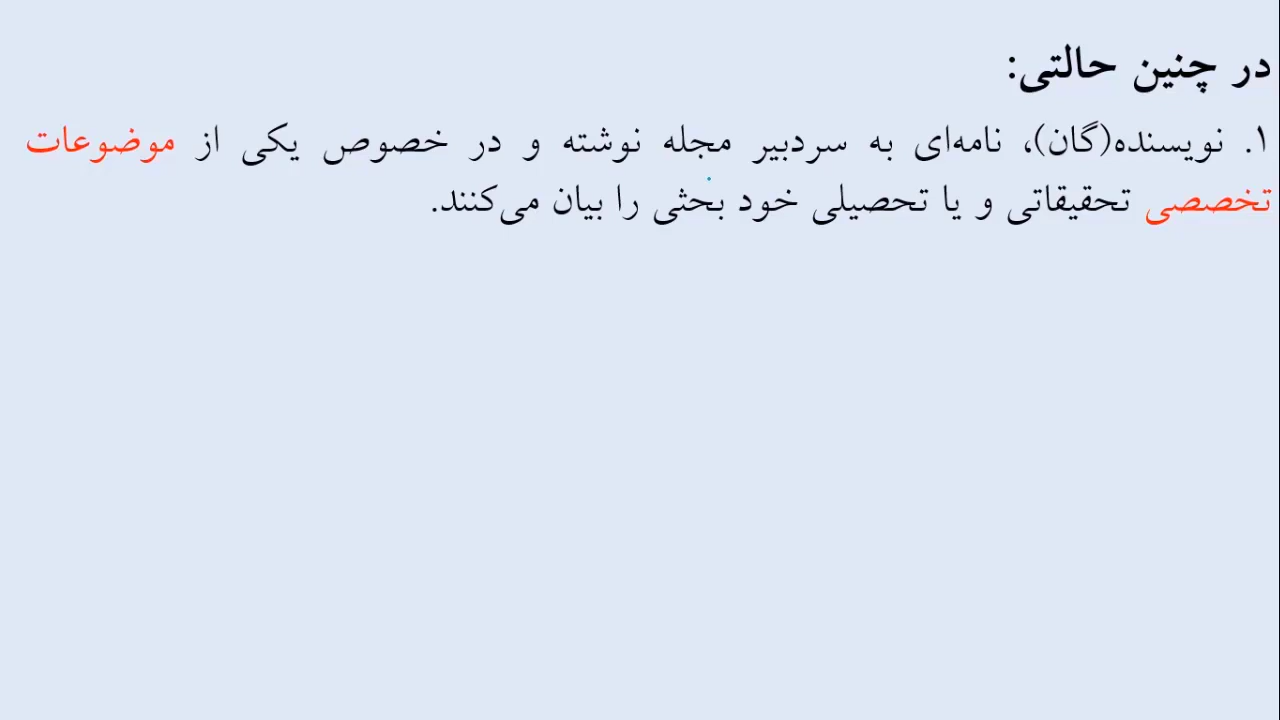 در چنین حالتی:
۱. نویسنده(گان)، نامه‌ای به سردبیر مجله نوشته و در خصوص یکی از موضوعات
تخصصی تحقیقاتی و یا تحصیلی خود بحثی را بیان می‌کنند.